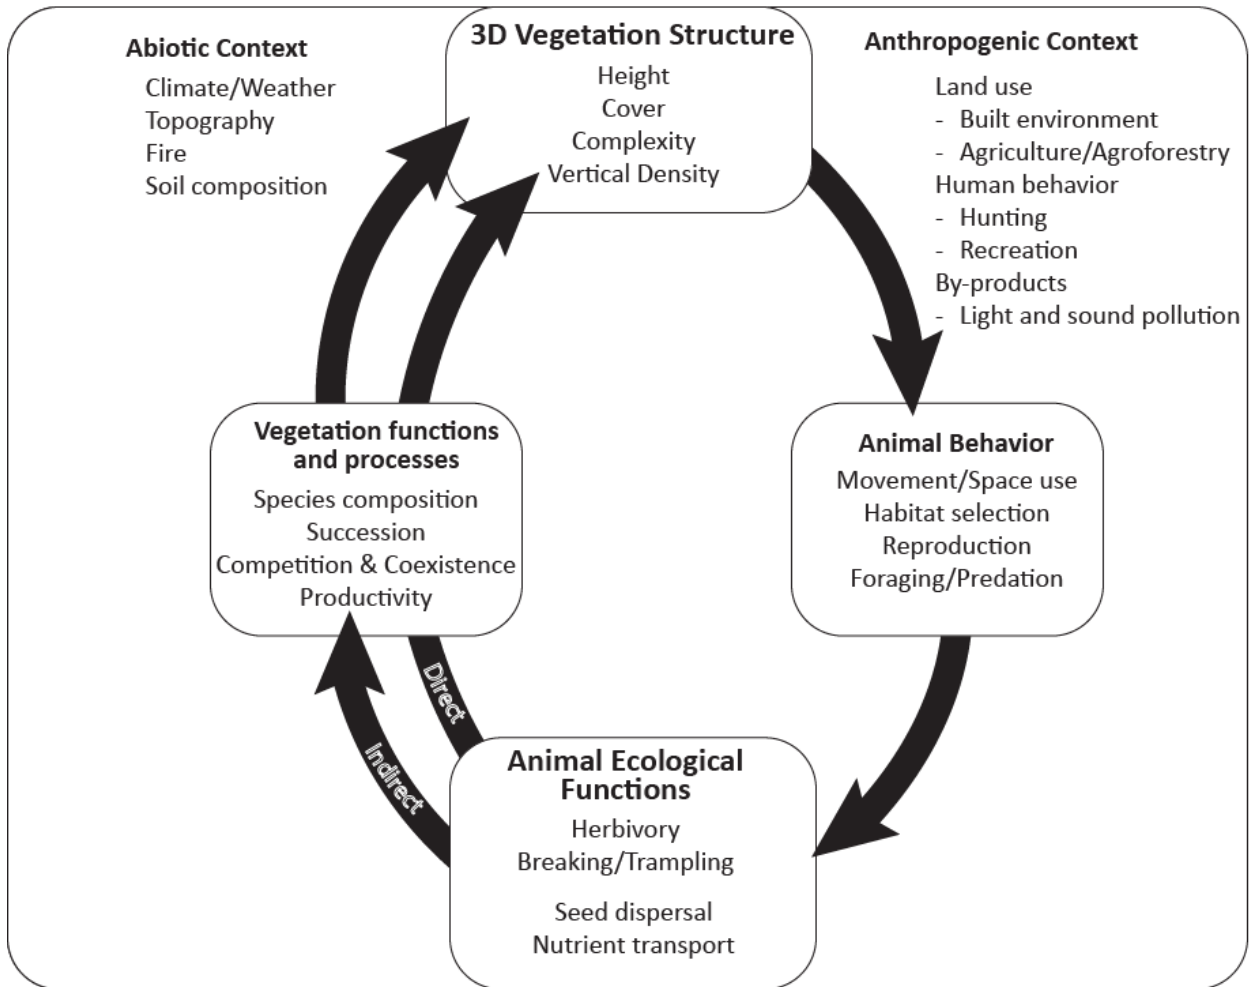 Abiotic Context
Climate/Weather
Topography
Fire
Soil composition
3D Vegetation Structure
Height
Cover
Complexity
Vertical Density
Anthropogenic Context
Land use
- Built environment
- Agriculture/Agroforestry
Human behavior
- Hunting
- Recreation
By-products
- Light and sound pollution
Vegetation functions
and processes
Species composition
Succession
Competition & Coexistence
Productivity
Animal Behavior
Movement/Space use
Habitat selection
Reproduction
Foraging/Predation
Direct
Indirect
Animal Ecological
Functions
Herbivory
Breaking/Trampling
Seed dispersal
Nutrient transport